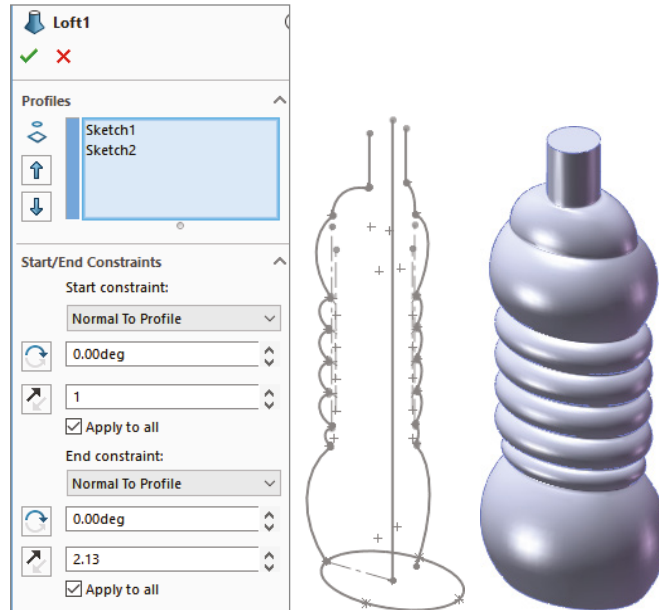 Loft1
Profiles
Sketch1
Sketch2
Start/End Constraints
Start constraint:
Normal To Profile
0.00deg
1
Apply to all
End constraint:
Normal To Profile
0.00deg
2.13
Apply to all